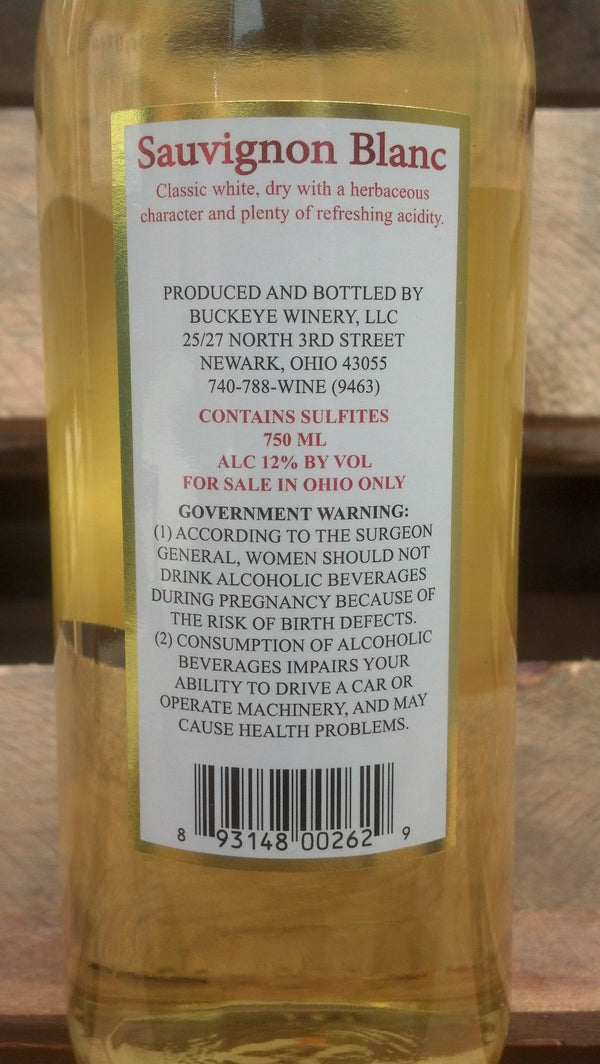 Sauvignon Blanc
Classic white, dry with a herbaceous
character and plenty of refreshing acidity.
PRODUCED AND BOTTLED BY
BUCKEYE WINERY, LLC
25/27 NORTH 3RD STREET
NEWARK, OHIO 43055
740-788-WINE (9463)
CONTAINS SULFITES
750 ML
ALC 12% BY VOL
FOR SALE IN OHIO ONLY
GOVERNMENT WARNING:
(1) ACCORDING TO THE SURGEON
GENERAL, WOMEN SHOULD NOT
DRINK ALCOHOLIC BEVERAGES
DURING PREGNANCY BECAUSE OF
THE RISK OF BIRTH DEFECTS.
(2) CONSUMPTION OF ALCOHOLIC
BEVERAGES IMPAIRS YOUR
ABILITY TO DRIVE A CAR OR
OPERATE MACHINERY, AND MAY
CAUSE HEALTH PROBLEMS.
8 93148 00262 9